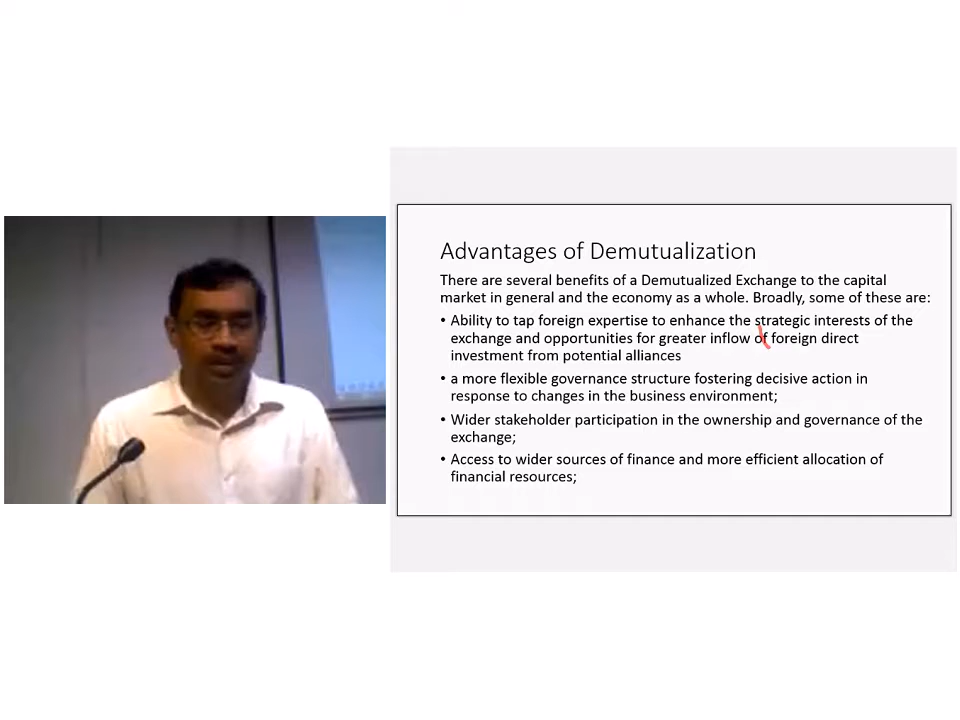 Advantages of Demutualization
There are several benefits of a Demutualized Exchange to the capital
market in general and the economy as a whole. Broadly, some of these are:
• Ability to tap foreign expertise to enhance the strategic interests of the
exchange and opportunities for greater inflow of foreign direct
investment from potential alliances
• a more flexible governance structure fostering decisive action in
response to changes in the business environment;
• Wider stakeholder participation in the ownership and governance of the
exchange;
• Access to wider sources of finance and more efficient allocation of
financial resources;